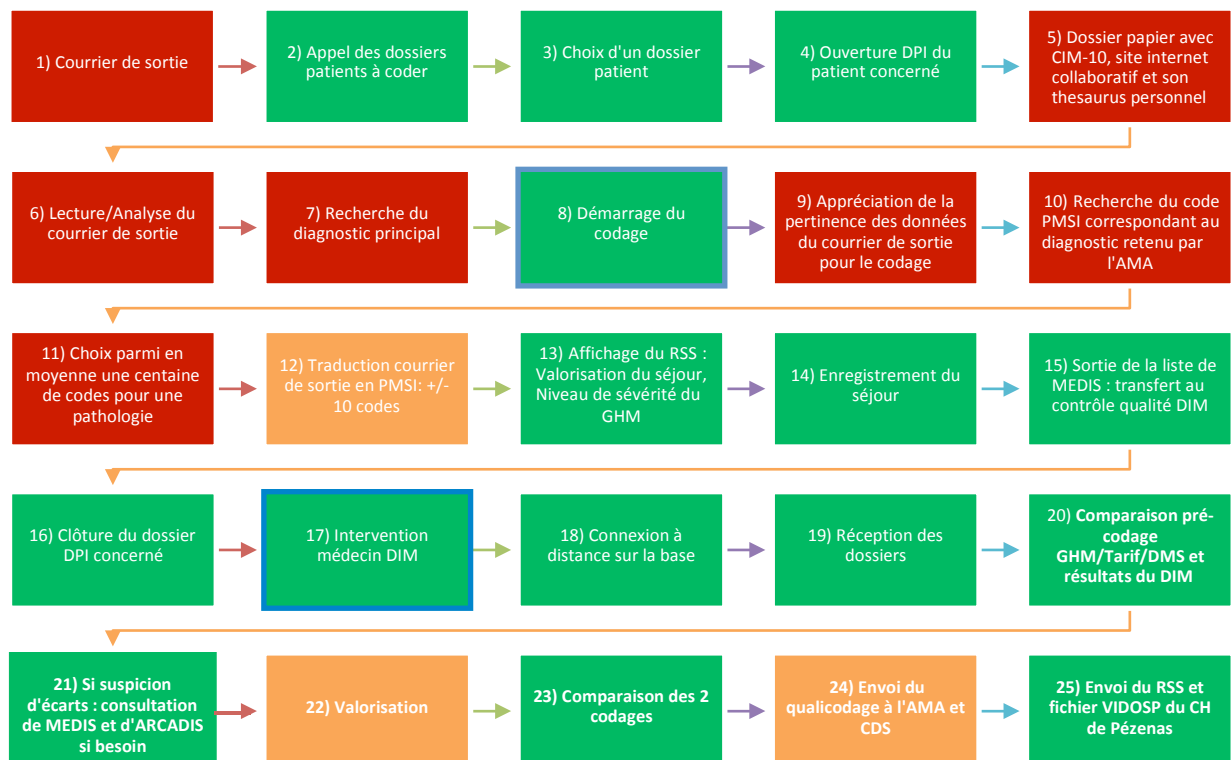 1) Courrier de sortie
2) Appel des dossiers
patients à coder
3) Choix d'un dossier
patient
4) Ouverture DPI du
patient concerné
5) Dossier papier avec
CIM-10, site internet
collaboratif et son
thesaurus personnel
6) Lecture/Analyse du
courrier de sortie
7) Recherche du
diagnostic principal
8) Démarrage du
codage
9) Appréciation de la
pertinence des données
du courrier de sortie
pour le codage
10) Recherche du code
PMSI correspondant au
diagnostic retenu par
l'AMA
11) Choix parmi en
moyenne une centaine
de codes pour une
pathologie
12) Traduction courrier
de sortie en PMSI: +/-
10 codes
13) Affichage du RSS :
Valorisation du séjour,
Niveau de sévérité du
GHM
14) Enregistrement du
séjour
15) Sortie de la liste de
MEDIS : transfert au
contrôle qualité DIM
16) Clôture du dossier
DPI concerné
17) Intervention
médecin DIM
18) Connexion à
distance sur la base
19) Réception des
dossiers
20) Comparaison pré-
codage
GHM/Tarif/DMS et
résultats du DIM
21) Si suspicion
d'écarts : consultation
de MEDIS et d'ARCADIS
si besoin
22) Valorisation
23) Comparaison des 2
codages
24) Envoi du
qualicodage à l'AMA et
CDS
25) Envoi du RSS et
fichier VIDOSP du CH
de Pézenas